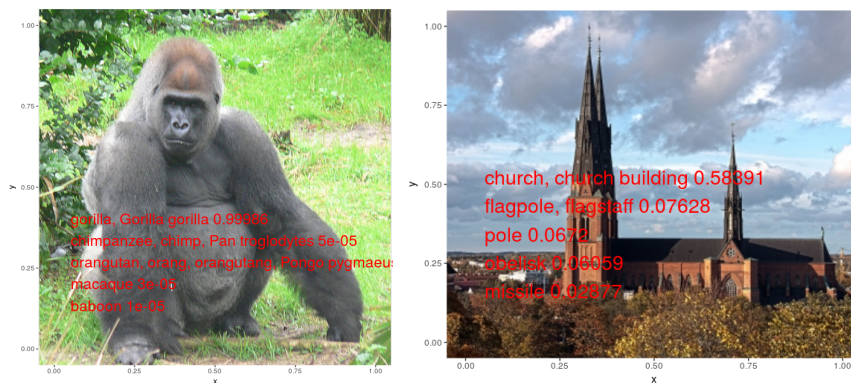 1.00
0.75
0.50
0.25
0.00
y
gorilla, Gorilla gorilla 0.99686
chimpanzee, chimp, Pan troglodytes 5e-05
orangutan, orang, orangutang, Pongo pygmaeus
macaque 3e-05
baboon 1e-05
0.00 0.25 0.50 0.75 1.00
x
1.00
0.75
0.50
0.25
0.00
y
church, church building 0.58391
flagpole, flagstaff 0.07628
pole 0.0672
obelisk 0.06059
missile 0.02877
0.00 0.25 0.50 0.75 1.00
x